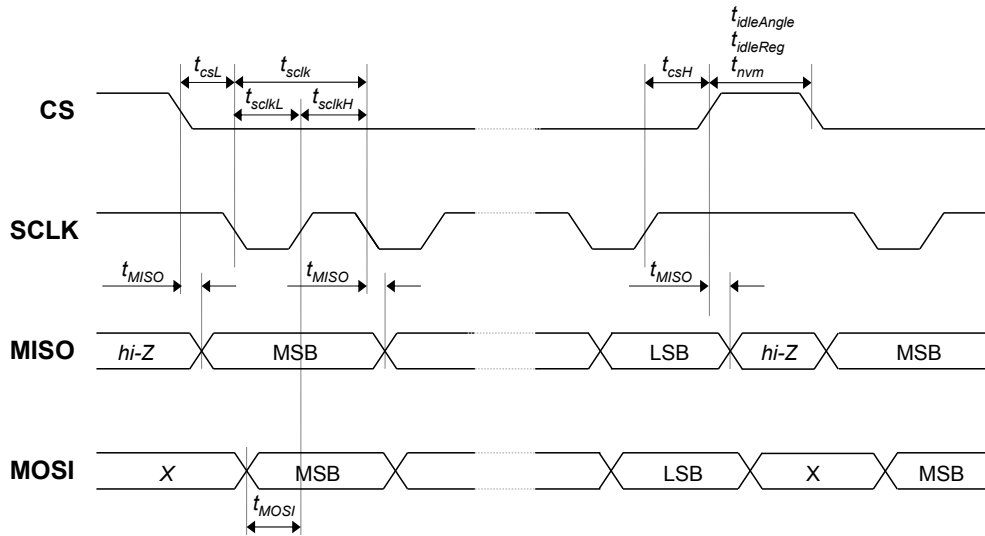 t_idleAngle
t_idleReg
t_csL
t_sclk
t_csH
t_nvm
t_sclkL
t_sclkH
CS
SCLK
t_MISO
t_MISO
t_MISO
MISO
hi-Z
MSB
LSB
hi-Z
MSB
MOSI
X
MSB
LSB
X
MSB
t_MOSI